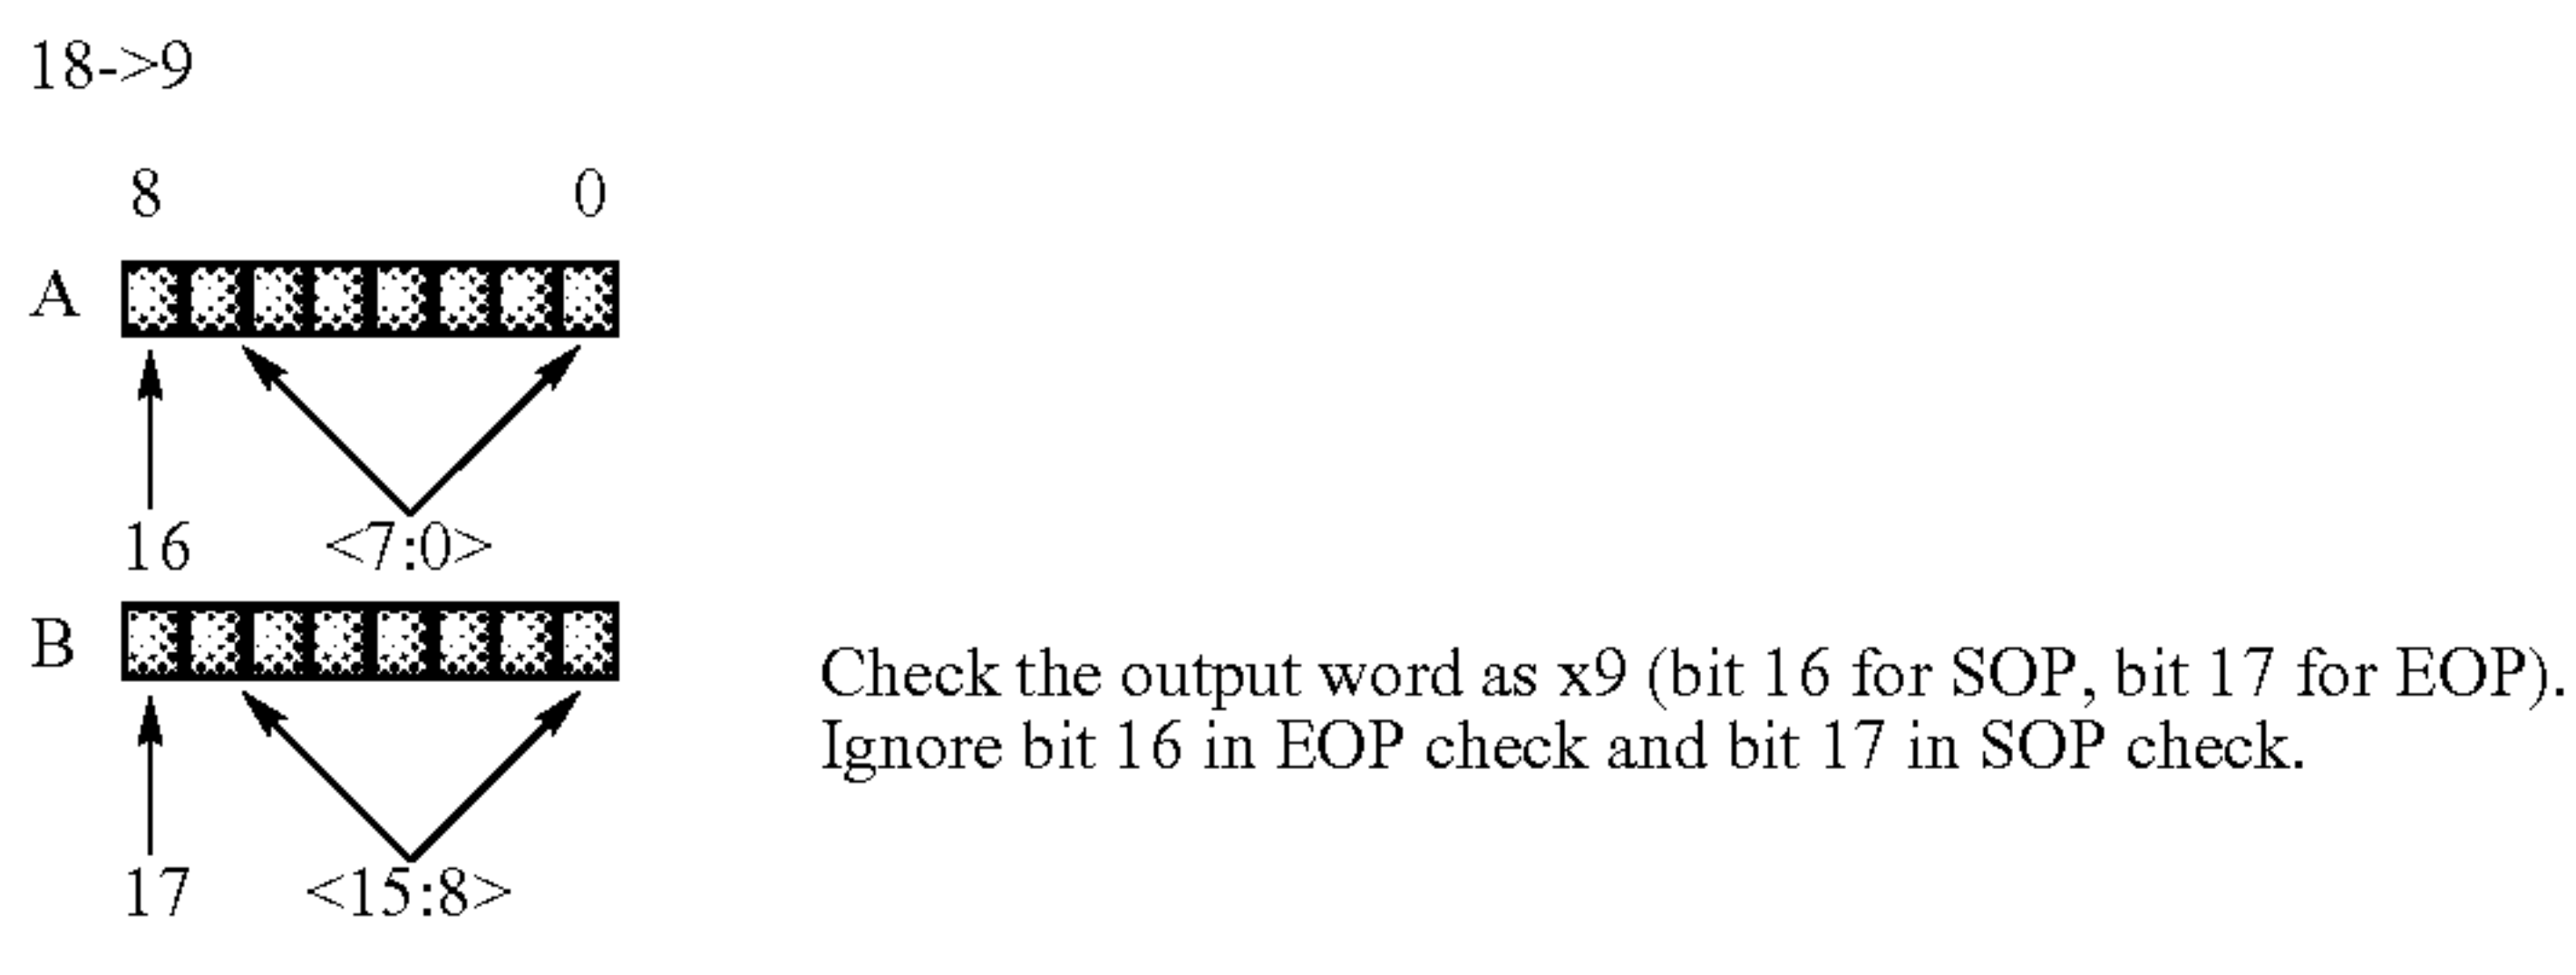 18->9
8 0
A
16 <7:0>
B
Check the output word as x9 (bit 16 for SOP, bit 17 for EOP).
Ignore bit 16 in EOP check and bit 17 in SOP check.
17 <15:8>